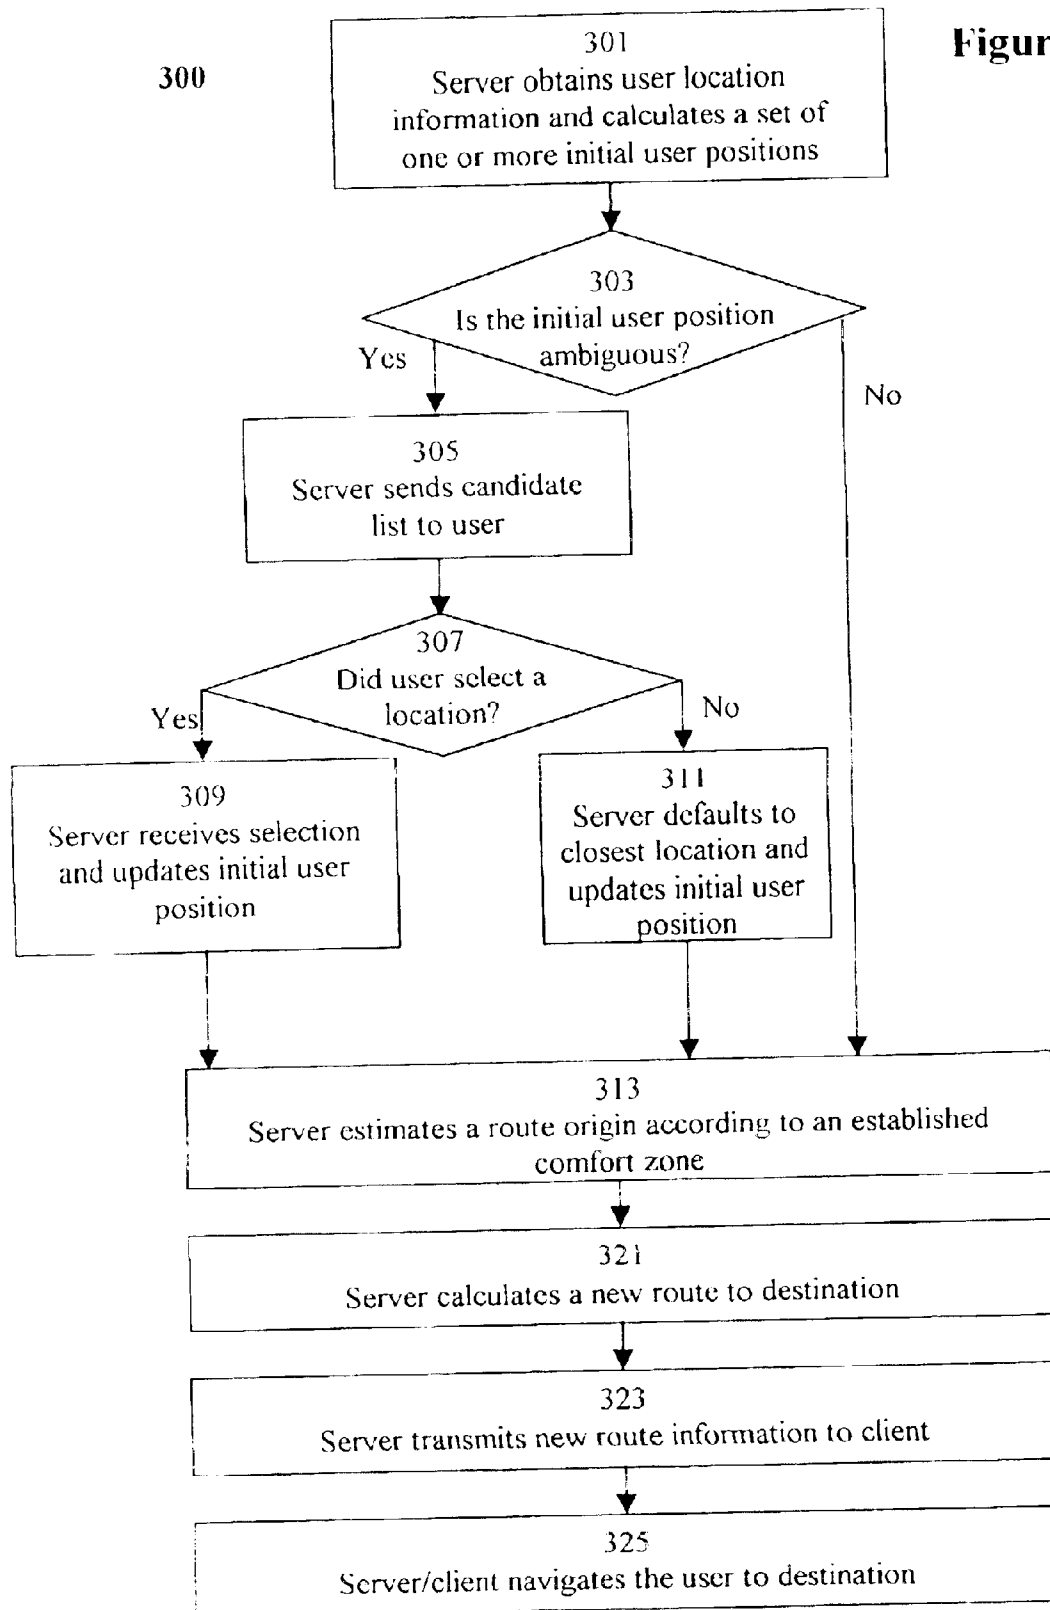 Figur
300
301
Server obtains user location
information and calculates a set of
one or more initial user positions
303
Is the initial user position
ambiguous?
Yes
No
305
Server sends candidate
list to user
307
Did user select a
location?
Yes
No
309
Server receives selection
and updates initial user
position
311
Server defaults to
closest location and
updates initial user
position
313
Server estimates a route origin according to an established
comfort zone
321
Server calculates a new route to destination
323
Server transmits new route information to client
325
Server/client navigates the user to destination